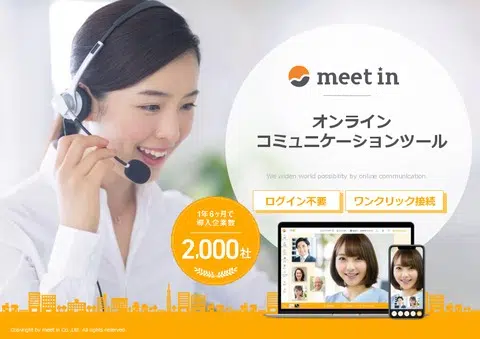 meet in
オンライン
コミュニケーションツール
We widen world possibility by online communication.
ログイン不要
ワンクリック接続
1年6ヶ月で
導入企業数
2,000社
Copyright by meet in Co., Ltd. All rights reserved.